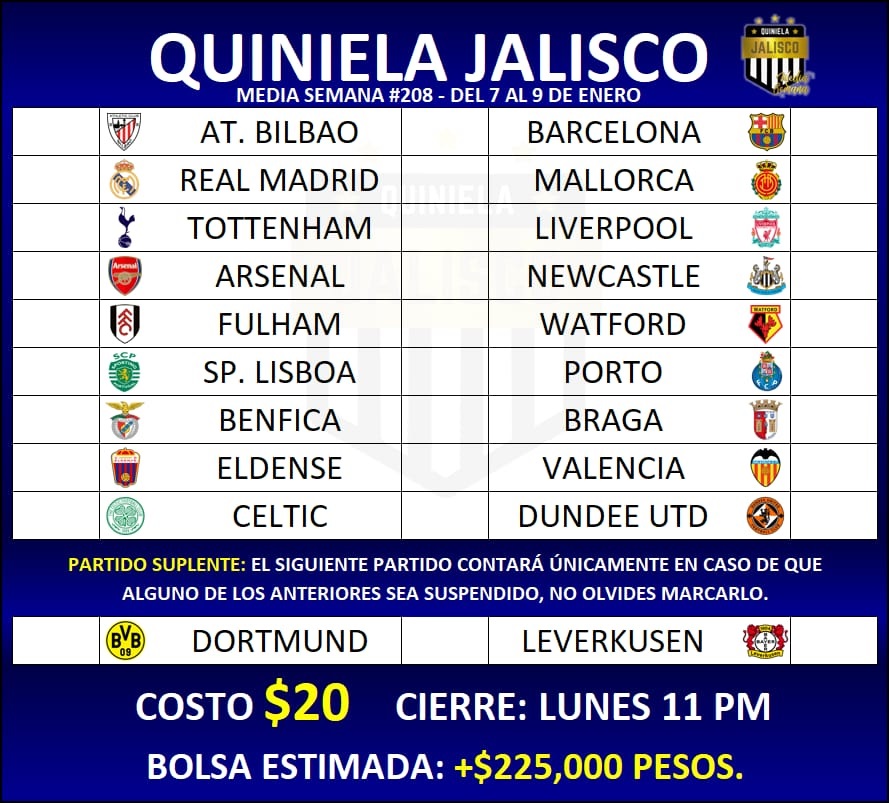 QUINIELA JALISCO
QUINIELA
JALISCO
Media
Semana
MEDIA SEMANA #208 - DEL 7 AL 9 DE ENERO
AT. BILBAO BARCELONA
REAL MADRID MALLORCA
TOTTENHAM LIVERPOOL
ARSENAL NEWCASTLE
FULHAM WATFORD
SP. LISBOA PORTO
BENFICA BRAGA
ELDENSE VALENCIA
CELTIC DUNDEE UTD
PARTIDO SUPLENTE: EL SIGUIENTE PARTIDO CONTARÁ ÚNICAMENTE EN CASO DE QUE
ALGUNO DE LOS ANTERIORES SEA SUSPENDIDO, NO OLVIDES MARCARLO.
DORTMUND LEVERKUSEN
COSTO $20 CIERRE: LUNES 11 PM
BOLSA ESTIMADA: +$225,000 PESOS.